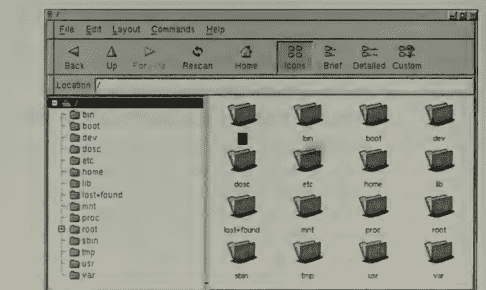 /
File Edit Layout Commands Help
Back Up Forward Rescan Home Icons Brief Detailed Custom
Location: /
/
bin
boot
dev
dosc
etc
home
lib
lost+found
mnt
proc
root
sbin
tmp
usr
var
bin boot dev
dosc etc home lib
lost+found mnt proc root
sbin tmp usr var